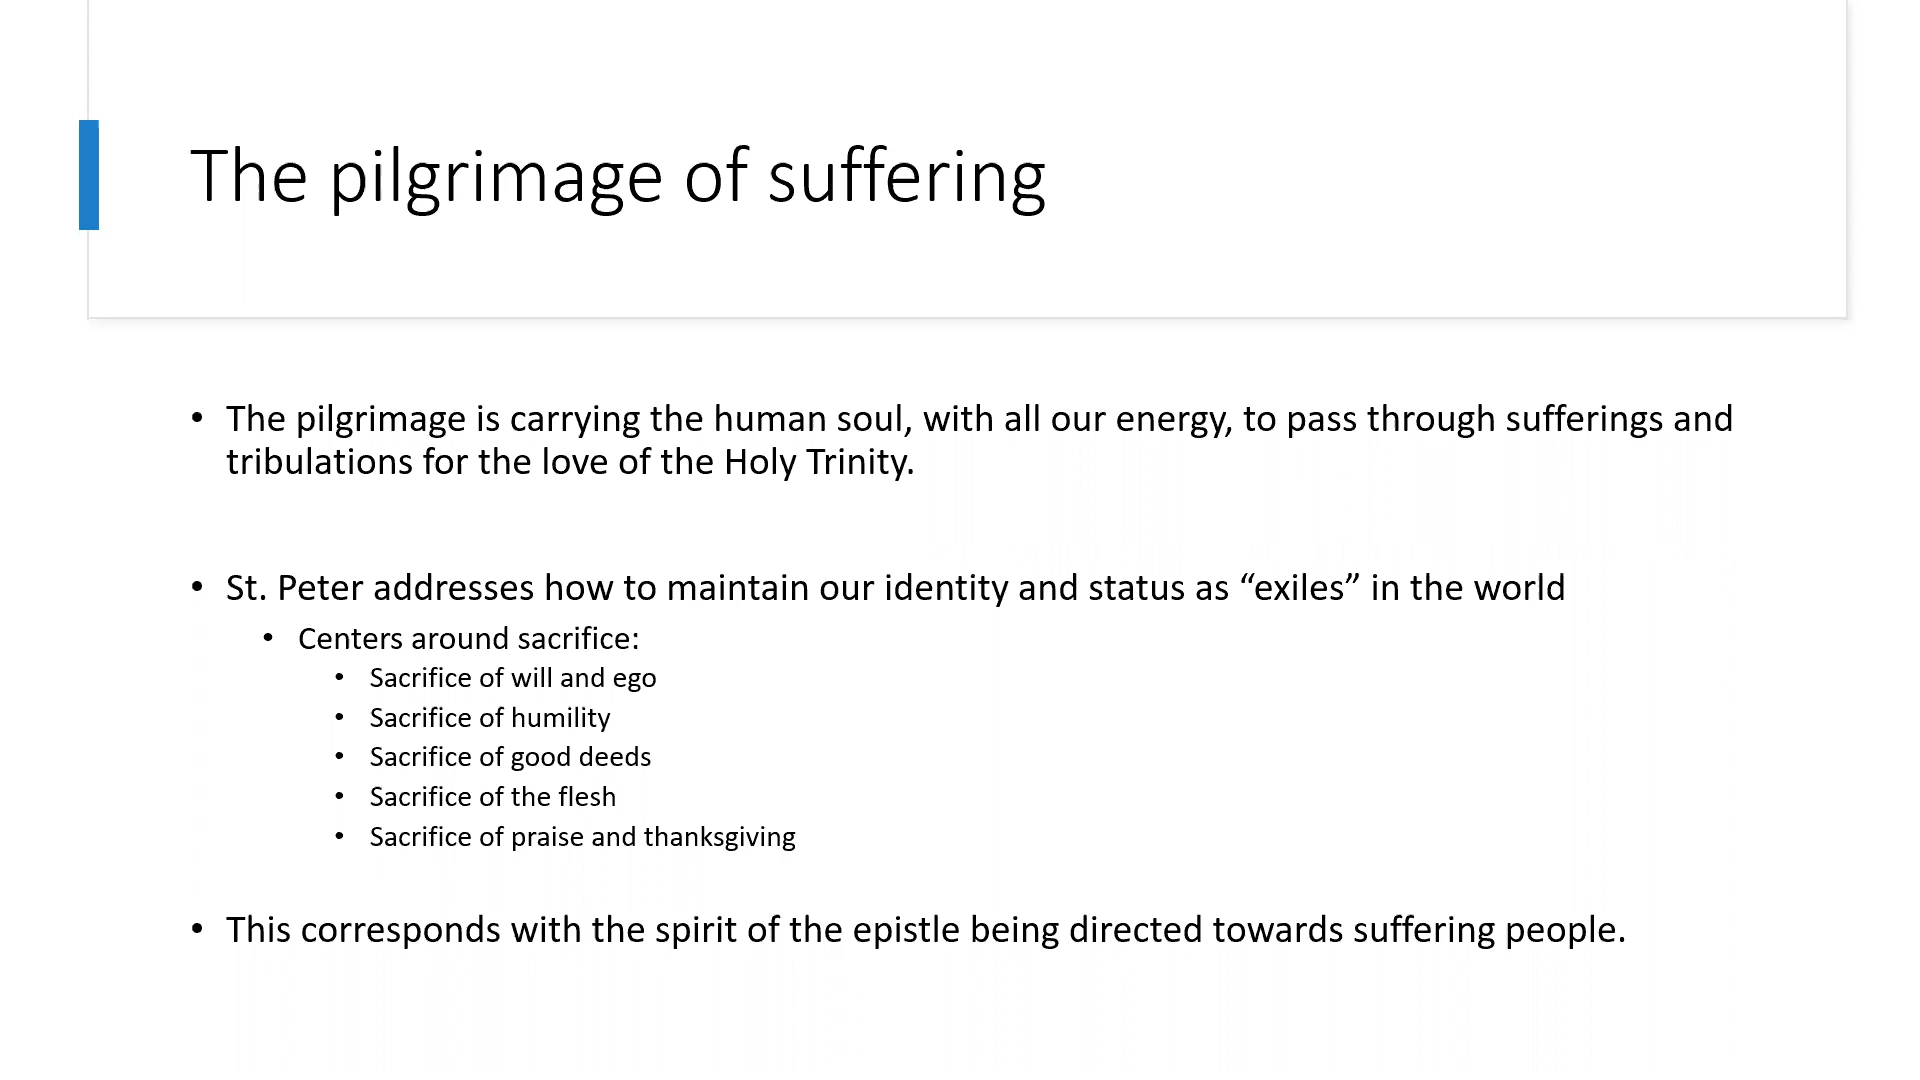 The pilgrimage of suffering
• The pilgrimage is carrying the human soul, with all our energy, to pass through sufferings and
tribulations for the love of the Holy Trinity.
• St. Peter addresses how to maintain our identity and status as “exiles” in the world
• Centers around sacrifice:
• Sacrifice of will and ego
• Sacrifice of humility
• Sacrifice of good deeds
• Sacrifice of the flesh
• Sacrifice of praise and thanksgiving
• This corresponds with the spirit of the epistle being directed towards suffering people.